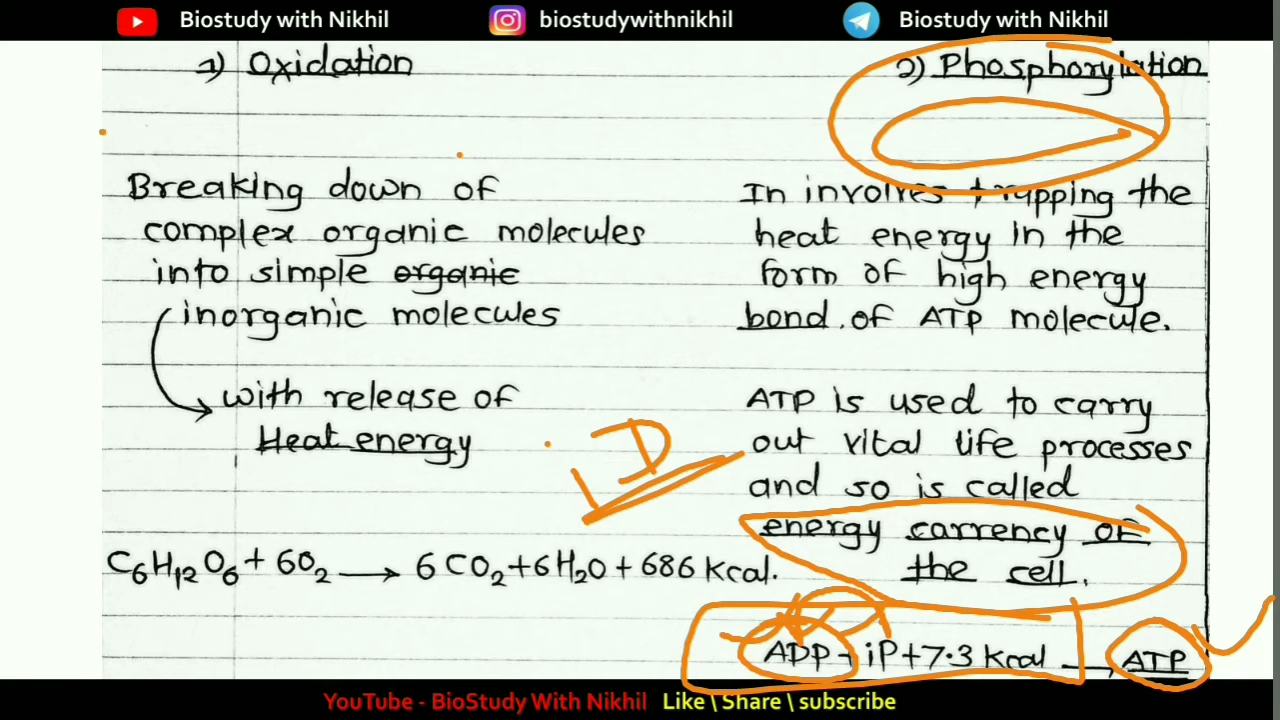 Biostudy with Nikhil biostudywithnikhil Biostudy with Nikhil
1) Oxidation
Breaking down of
complex organic molecules
into simple organic
inorganic molecules
with release of
Heat energy
C₆H₁₂O₆ + 6O₂ → 6CO₂ + 6H₂O + 686 Kcal.
2) Phosphorylation
In involves trapping the
heat energy in the
form of high energy
bond of ATP molecule.
ATP is used to carry
out vital life processes
and so is called
energy currency of
the cell.
ADP + iP + 7.3 Kcal → ATP
D
YouTube - BioStudy With Nikhil Like \ Share \ subscribe